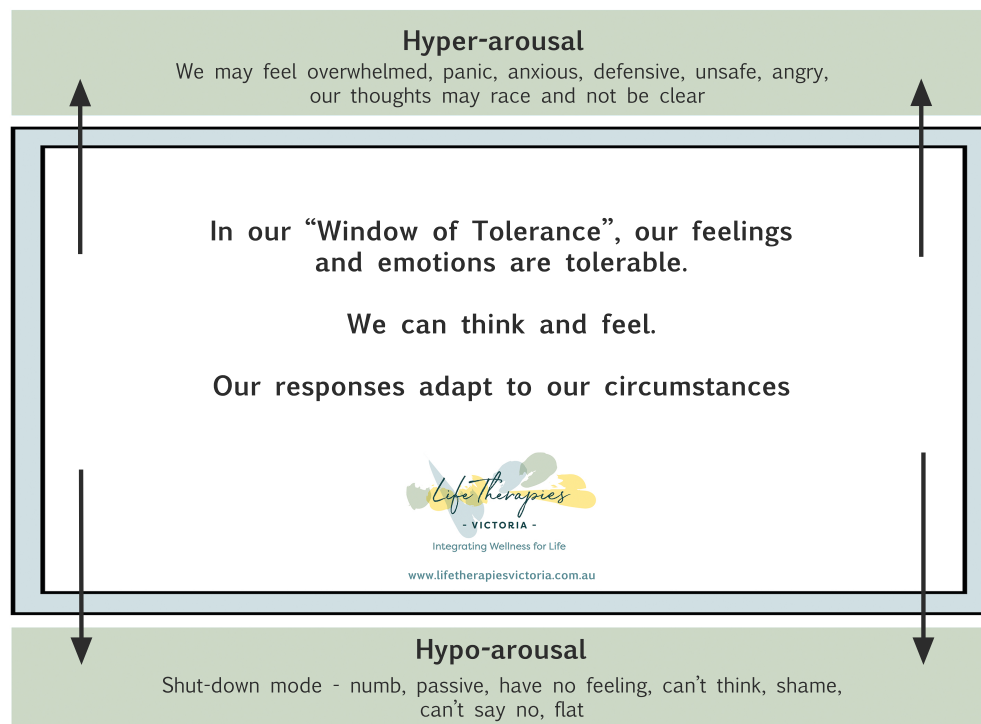 Hyper-arousal
We may feel overwhelmed, panic, anxious, defensive, unsafe, angry,
our thoughts may race and not be clear
In our “Window of Tolerance”, our feelings
and emotions are tolerable.
We can think and feel.
Our responses adapt to our circumstances
Life Therapies
- VICTORIA -
Integrating Wellness for Life
www.lifetherapiesvictoria.com.au
Hypo-arousal
Shut-down mode - numb, passive, have no feeling, can’t think, shame,
can’t say no, flat